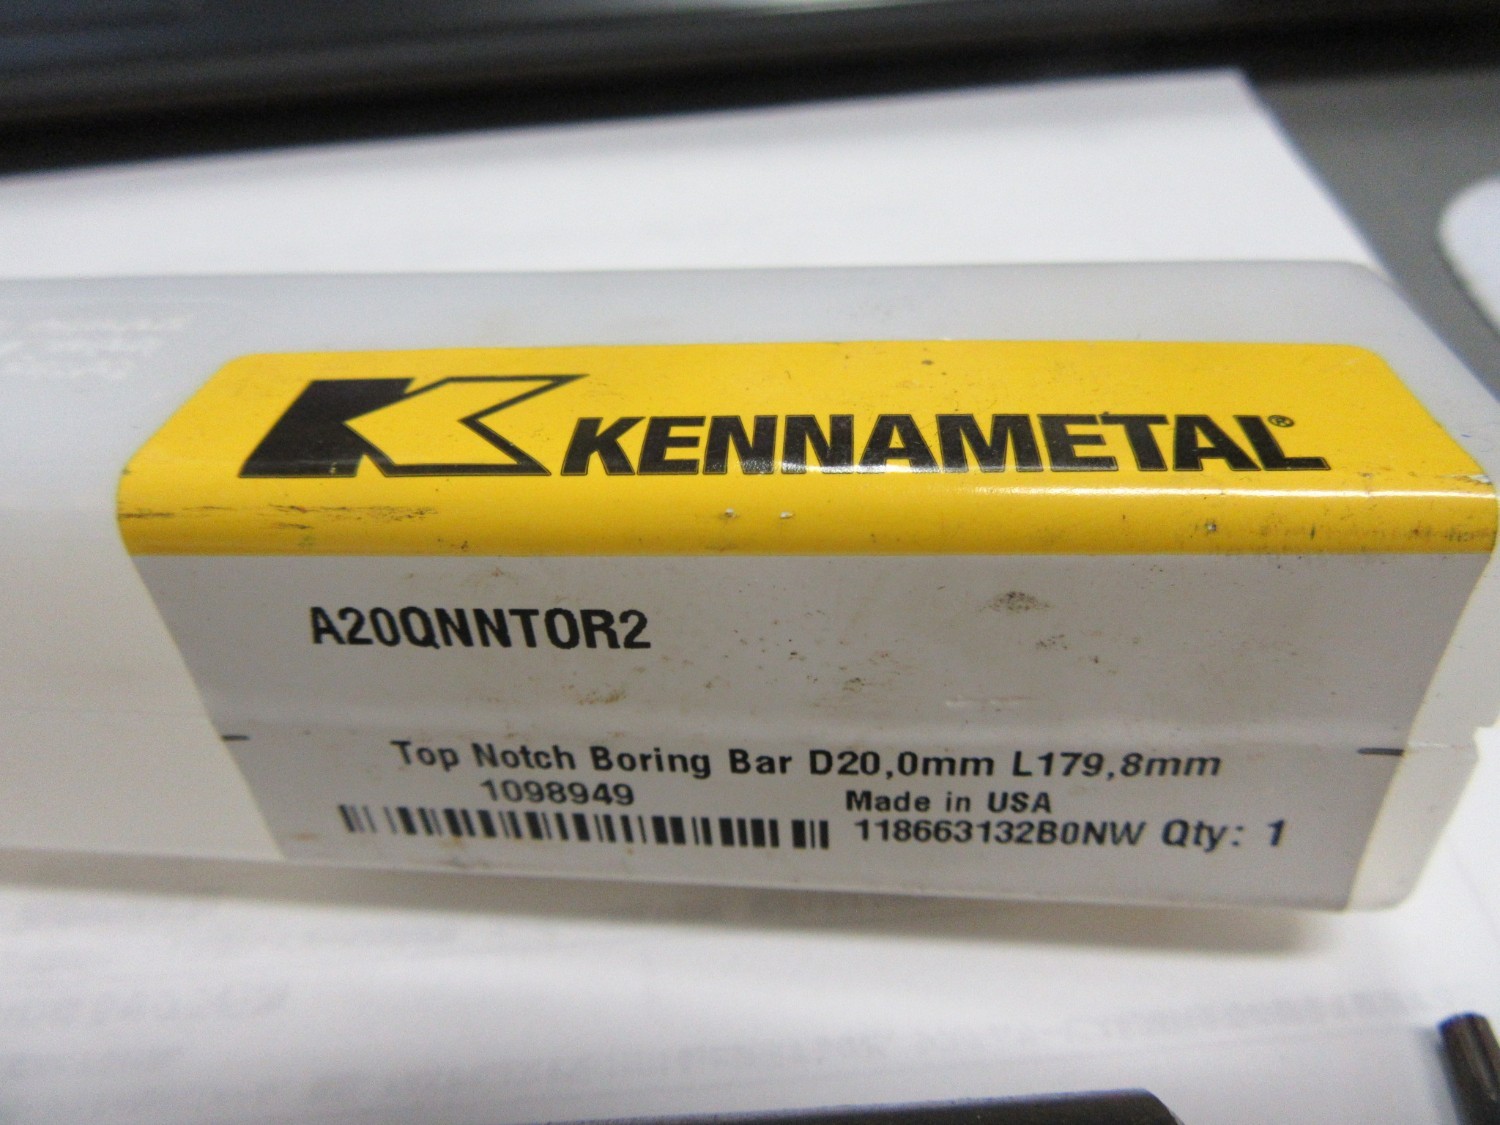 KENNAMETAL®
A20QNNTOR2
Top Notch Boring Bar D20,0mm L179,8mm
1098949
Made in USA
118663132B0NW Qty: 1